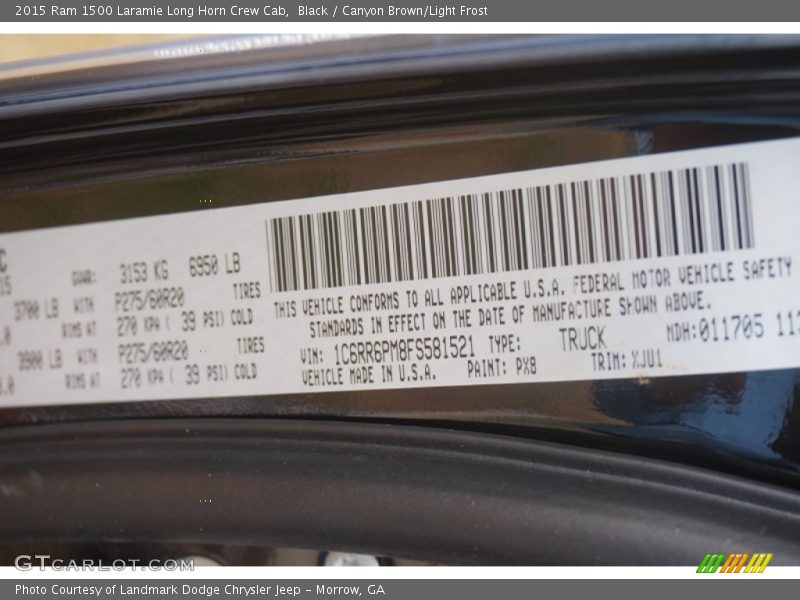 2015 Ram 1500 Laramie Long Horn Crew Cab,  Black / Canyon Brown/Light Frost
GWR: 3153 KG 6950 LB
3700 LB WITH P275/60R20 TIRES
RIMS AT 270 KPA ( 39 PSI) COLD
3900 LB WITH P275/60R20 TIRES
RIMS AT 270 KPA ( 39 PSI) COLD
THIS VEHICLE CONFORMS TO ALL APPLICABLE U.S.A. FEDERAL MOTOR VEHICLE SAFETY
STANDARDS IN EFFECT ON THE DATE OF MANUFACTURE SHOWN ABOVE.
VIN: 1C6RR6PM8FS581521 TYPE: TRUCK MDH:011705
VEHICLE MADE IN U.S.A. PAINT: PX8 TRIM: XJU1
GTCARLOT.COM
Photo Courtesy of Landmark Dodge Chrysler Jeep - Morrow, GA